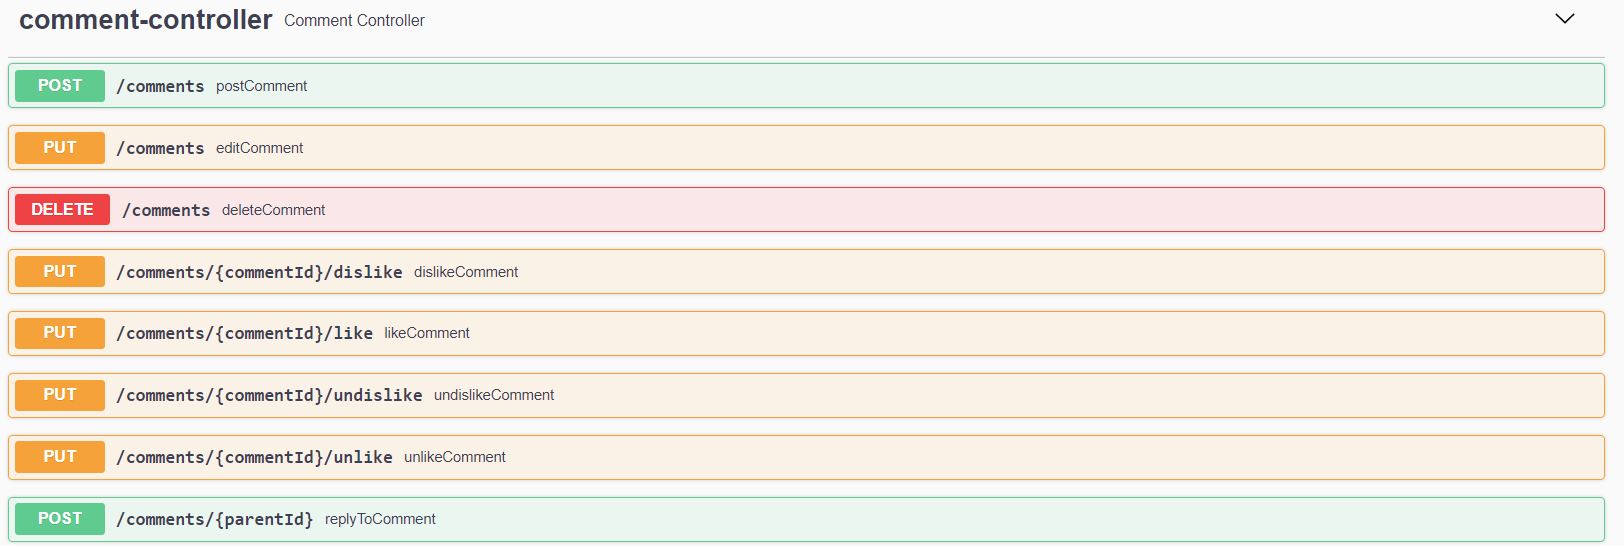 comment-controller Comment Controller
POST /comments postComment
PUT /comments editComment
DELETE /comments deleteComment
PUT /comments/{commentId}/dislike dislikeComment
PUT /comments/{commentId}/like likeComment
PUT /comments/{commentId}/undislike undislikeComment
PUT /comments/{commentId}/unlike unlikeComment
POST /comments/{parentId} replyToComment